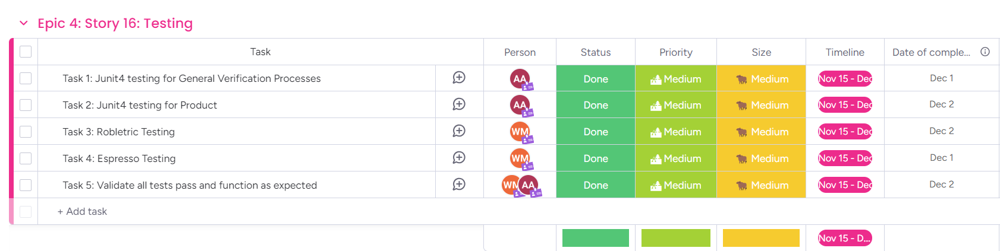 Epic 4: Story 16: Testing
Task Person Status Priority Size Timeline Date of comple...
Task 1: Junit4 testing for General Verification Processes AA Done Medium Medium Nov 15 - Dec Dec 1
Task 2: Junit4 testing for Product AA Done Medium Medium Nov 15 - Dec Dec 2
Task 3: Robletric Testing WM Done Medium Medium Nov 15 - Dec Dec 2
Task 4: Espresso Testing WM Done Medium Medium Nov 15 - Dec Dec 1
Task 5: Validate all tests pass and function as expected WM AA Done Medium Medium Nov 15 - Dec Dec 2
+ Add task
Nov 15 - D...